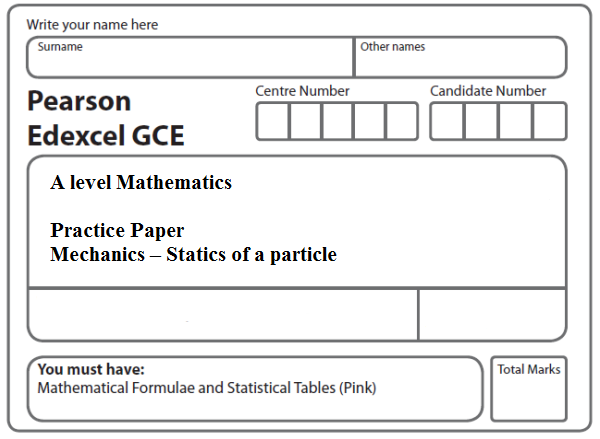 Write your name here
Surname
Other names
Pearson
Edexcel GCE
Centre Number
Candidate Number
A level Mathematics
Practice Paper
Mechanics – Statics of a particle
You must have:
Mathematical Formulae and Statistical Tables (Pink)
Total Marks